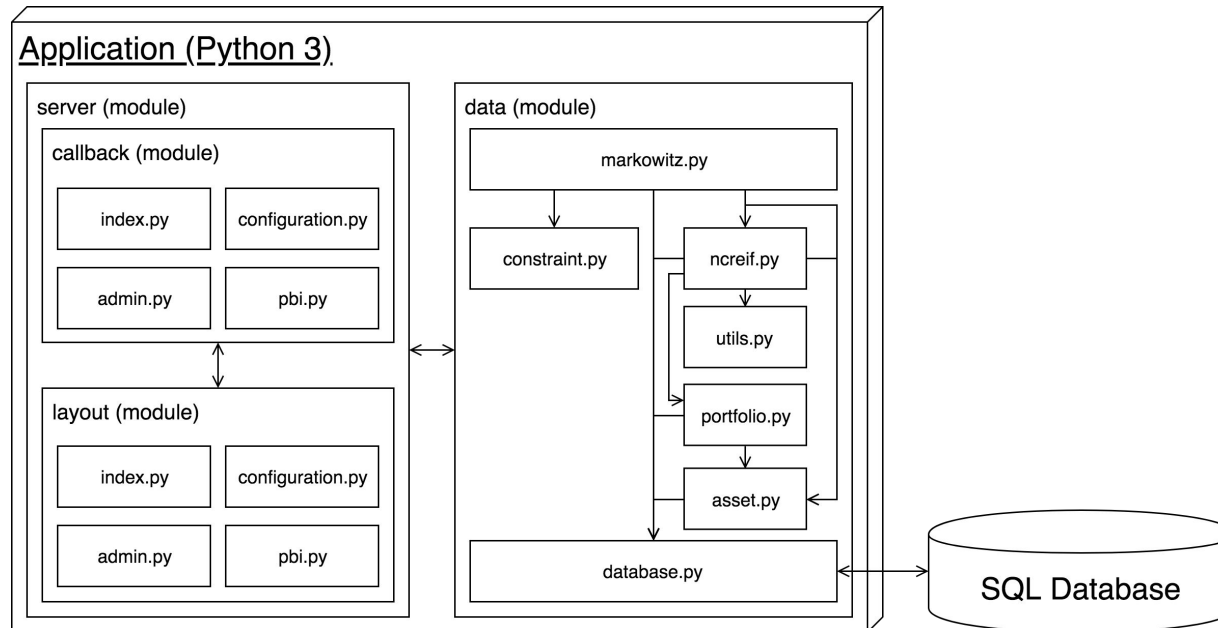 Application (Python 3)
server (module)
callback (module)
index.py
configuration.py
admin.py
pbi.py
layout (module)
index.py
configuration.py
admin.py
pbi.py
data (module)
markowitz.py
constraint.py
ncreif.py
utils.py
portfolio.py
asset.py
database.py
SQL Database